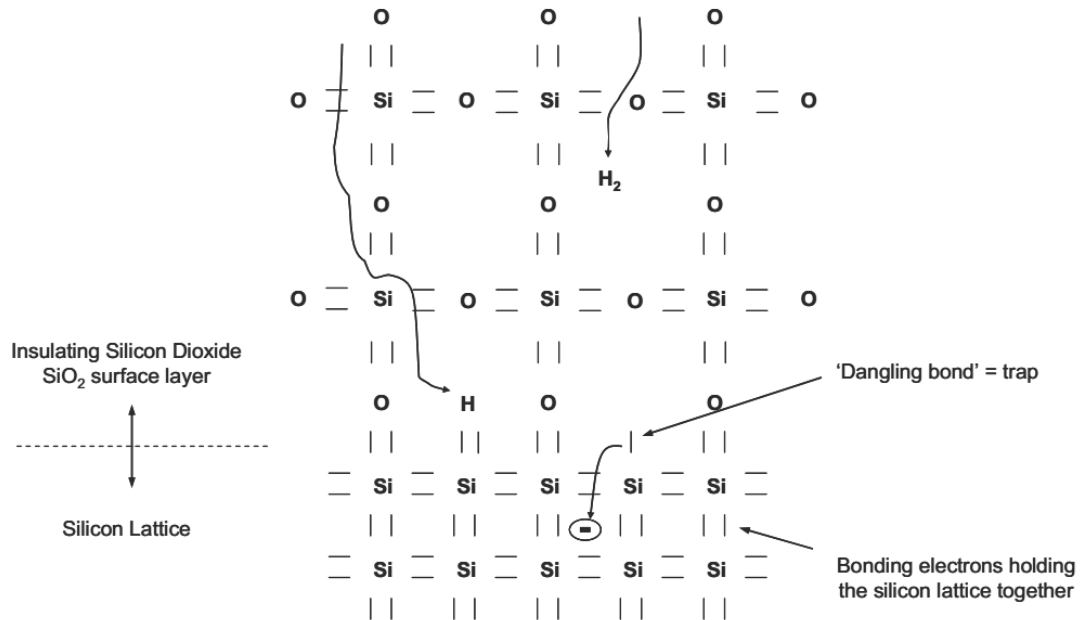 O O O
O Si O Si O Si O
H₂
O O O
O Si O Si O Si O
Insulating Silicon Dioxide
SiO₂ surface layer
'Dangling bond' = trap
O H O O
Si Si Si Si Si
Silicon Lattice
-
Si Si Si Si Si
Bonding electrons holding
the silicon lattice together